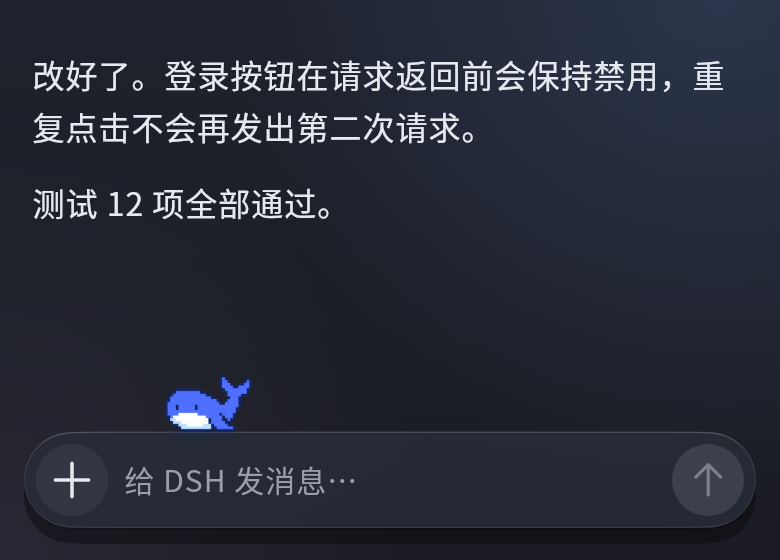 改好了。登录按钮在请求返回前会保持禁用，重
复点击不会再发出第二次请求。
测试 12 项全部通过。
给 DSH 发消息…